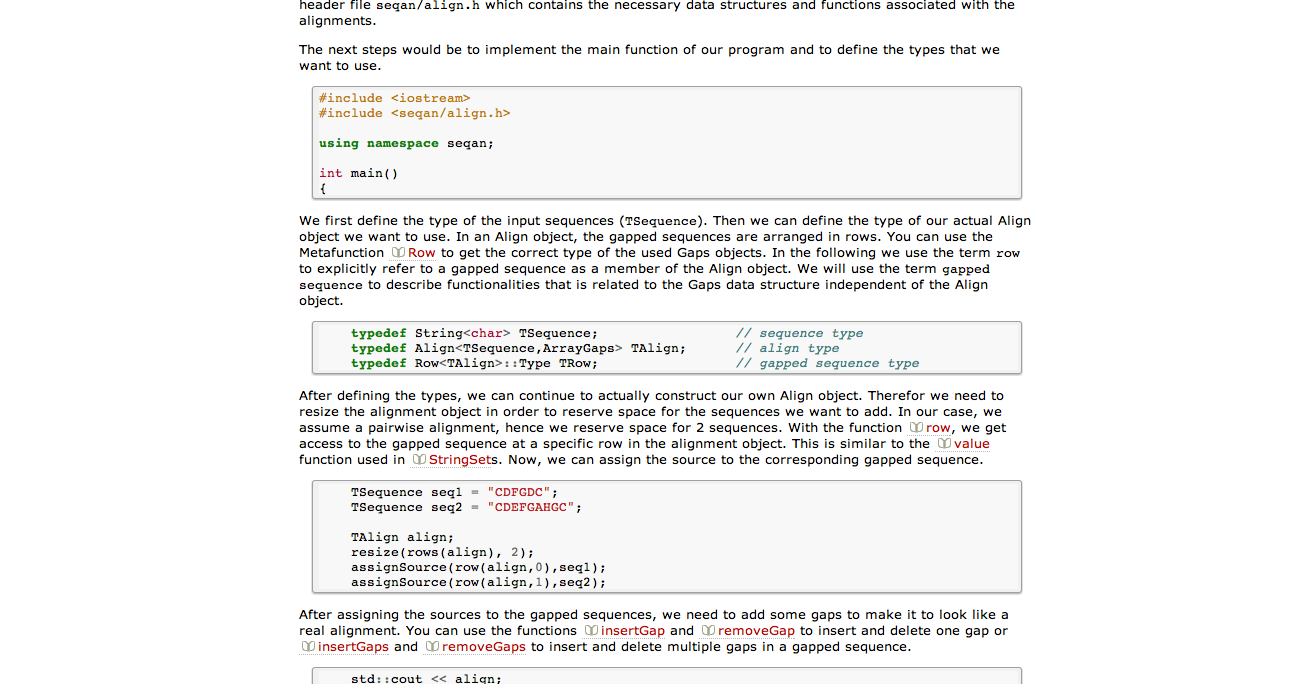 header file seqan/align.h which contains the necessary data structures and functions associated with the
alignments.
The next steps would be to implement the main function of our program and to define the types that we
want to use.
#include <iostream>
#include <seqan/align.h>
using namespace seqan;
int main()
{
We first define the type of the input sequences (TSequence). Then we can define the type of our actual Align
object we want to use. In an Align object, the gapped sequences are arranged in rows. You can use the
Metafunction Row to get the correct type of the used Gaps objects. In the following we use the term row
to explicitly refer to a gapped sequence as a member of the Align object. We will use the term gapped
sequence to describe functionalities that is related to the Gaps data structure independent of the Align
object.
typedef String<char> TSequence; // sequence type
typedef Align<TSequence,ArrayGaps> TAlign; // align type
typedef Row<TAlign>::Type TRow; // gapped sequence type
After defining the types, we can continue to actually construct our own Align object. Therefor we need to
resize the alignment object in order to reserve space for the sequences we want to add. In our case, we
assume a pairwise alignment, hence we reserve space for 2 sequences. With the function row, we get
access to the gapped sequence at a specific row in the alignment object. This is similar to the value
function used in StringSets. Now, we can assign the source to the corresponding gapped sequence.
TSequence seq1 = "CDFGDC";
TSequence seq2 = "CDEFGAHGC";
TAlign align;
resize(rows(align), 2);
assignSource(row(align,0),seq1);
assignSource(row(align,1),seq2);
After assigning the sources to the gapped sequences, we need to add some gaps to make it to look like a
real alignment. You can use the functions insertGap and removeGap to insert and delete one gap or
insertGaps and removeGaps to insert and delete multiple gaps in a gapped sequence.
std::cout << align;